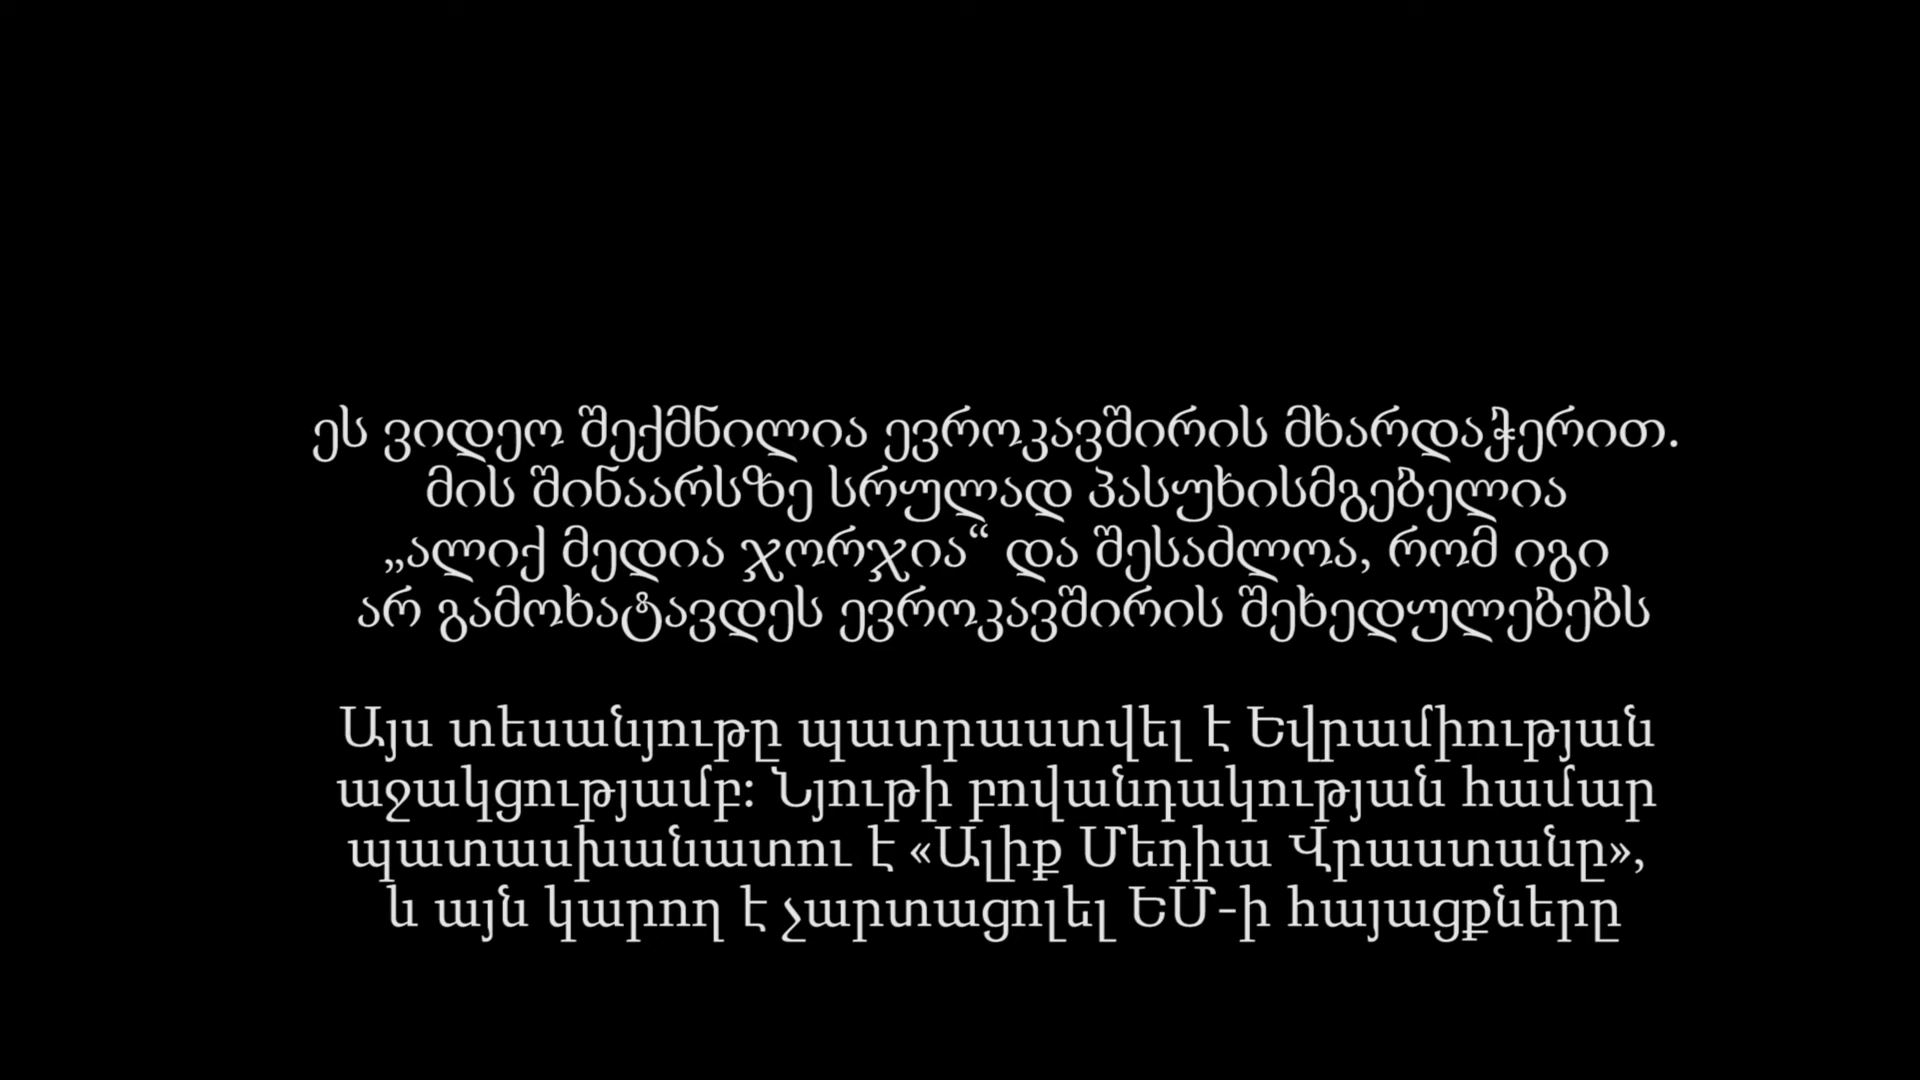 ეს ვიდეო შექმნილია ევროკავშირის მხარდაჭერით.
მის შინაარსზე სრულად პასუხისმგებელია
„ალიქ მედია ჯორჯია“ და შესაძლოა, რომ იგი
არ გამოხატავდეს ევროკავშირის შეხედულებებს
Այս տեսանյութը պատրաստվել է Եվրամիության
աջակցությամբ: Նյութի բովանդակության համար
պատասխանատու է «Ալիք Մեդիա Վրաստանը»,
և այն կարող է չարտացոլել ԵՄ-ի հայացքները